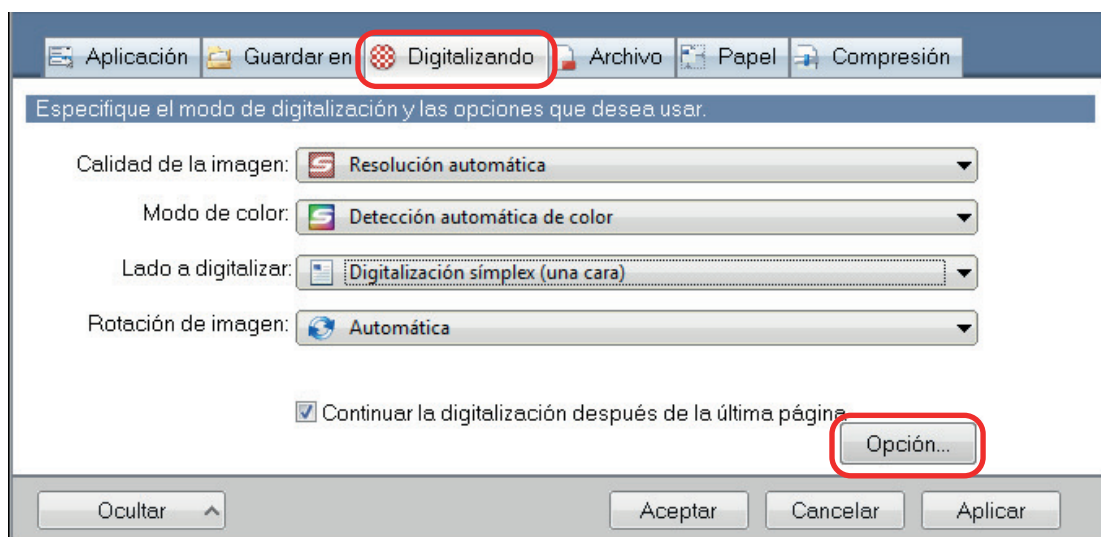 Aplicación Guardar en Digitalizando Archivo Papel Compresión
Especifique el modo de digitalización y las opciones que desea usar.
Calidad de la imagen: Resolución automática
Modo de color: Detección automática de color
Lado a digitalizar: Digitalización símplex (una cara)
Rotación de imagen: Automática
Continuar la digitalización después de la última página
Opción...
Ocultar Aceptar Cancelar Aplicar